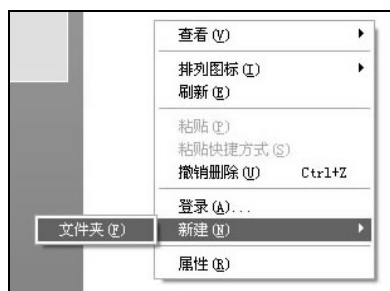 查看(V)
排列图标(I)
刷新(E)
粘贴(P)
粘贴快捷方式(S)
撤销删除(U) Ctrl+Z
登录(A)...
文件夹(F) 新建(N)
属性(R)